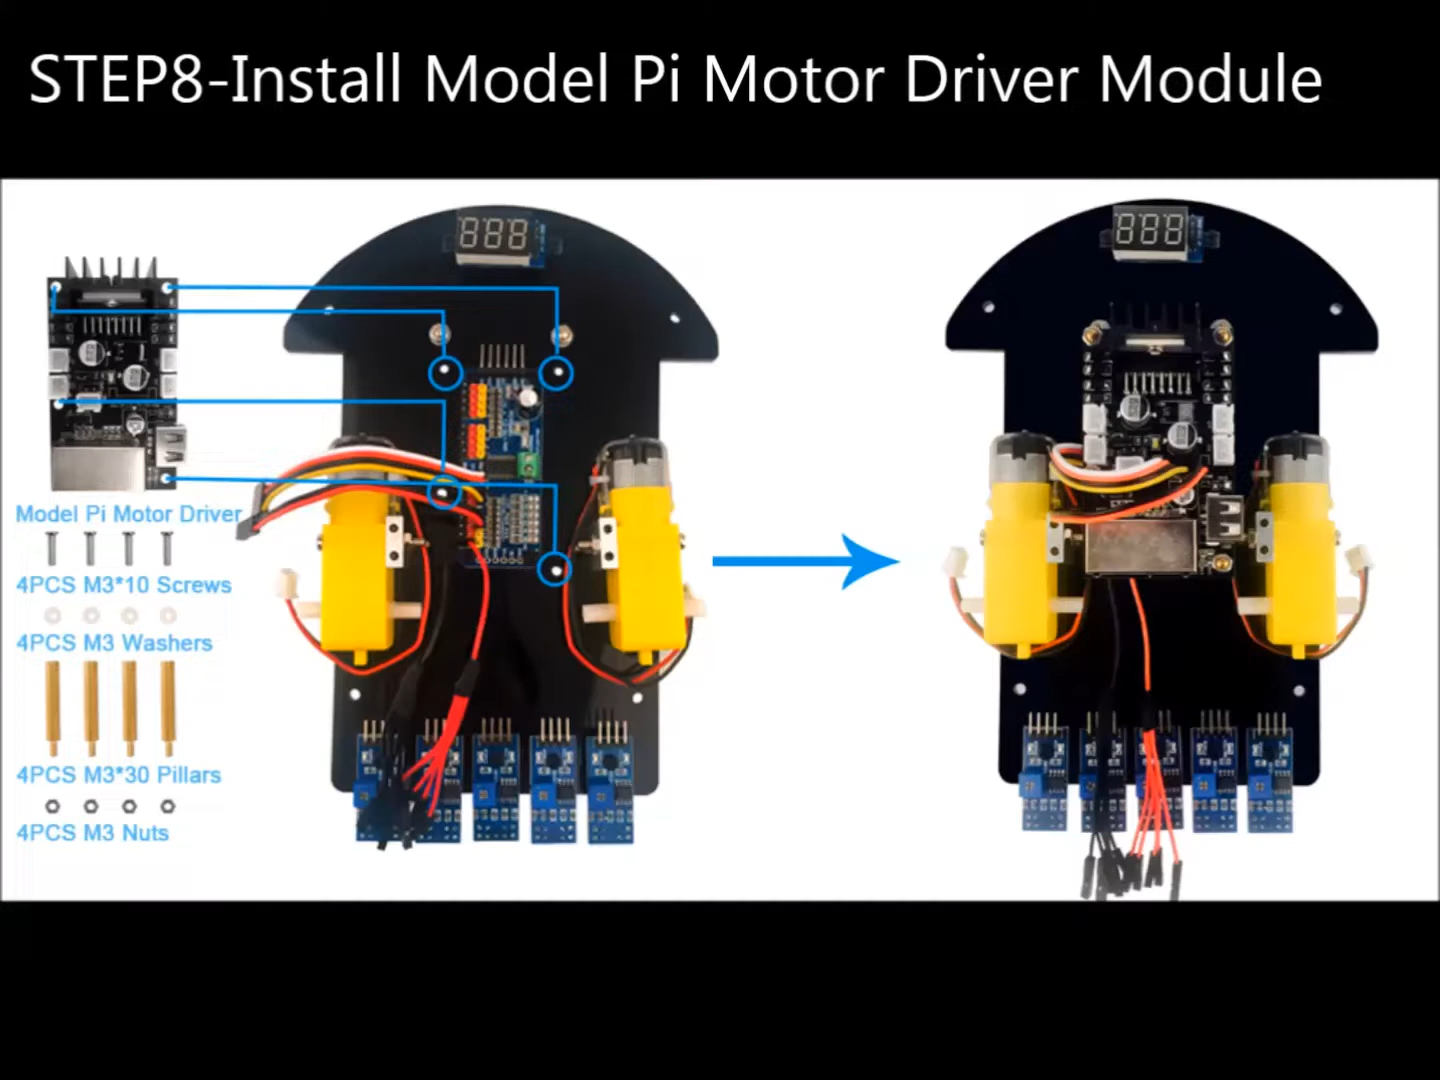 STEP8-Install Model Pi Motor Driver Module
Model Pi Motor Driver
4PCS M3*10 Screws
4PCS M3 Washers
4PCS M3*30 Pillars
4PCS M3 Nuts